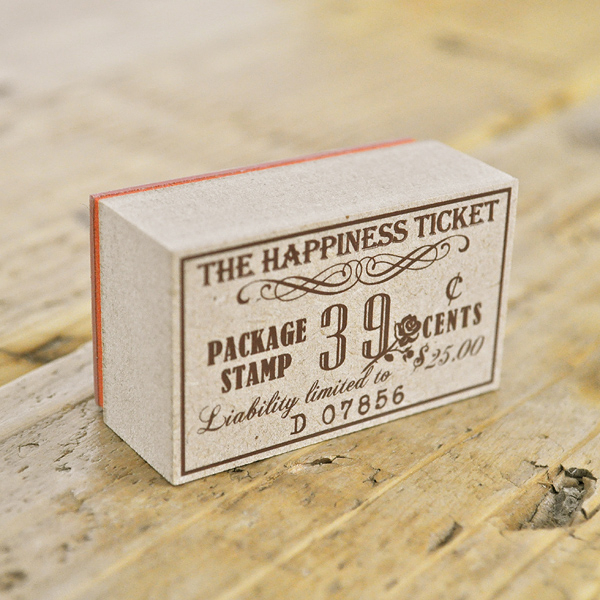 THE HAPPINESS TICKET
¢
PACKAGE 39 CENTS
STAMP
Liability limited to $25.00
D 07856